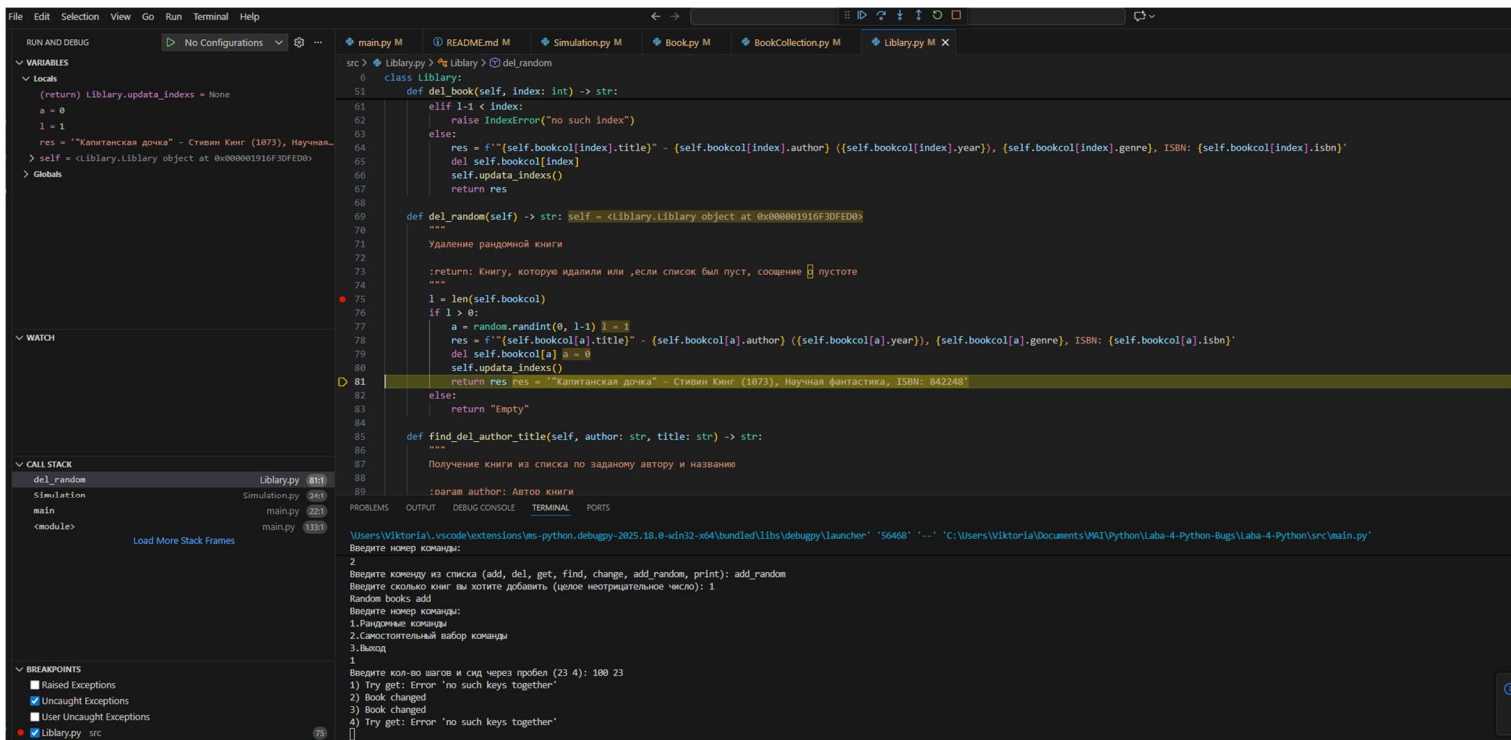 File Edit Selection View Go Run Terminal Help
RUN AND DEBUG No Configurations
main.py M README.md M Simulation.py M Book.py M BookCollection.py M Liblary.py M
VARIABLES
Locals
(return) Liblary.updata_indexs = None
a = 0
l = 1
res = '"Капитанская дочка" - Стивин Кинг (1073), Научная…
self = <Liblary.Liblary object at 0x000001916F3DFED0>
Globals
WATCH
CALL STACK
del_random Liblary.py 81:1
Simulation Simulation.py 24:1
main main.py 22:1
<module> main.py 133:1
Load More Stack Frames
BREAKPOINTS
Raised Exceptions
Uncaught Exceptions
User Uncaught Exceptions
Liblary.py src 75
src > Liblary.py > Liblary > del_random
6 class Liblary:
51 def del_book(self, index: int) -> str:
61 elif l-1 < index:
62 raise IndexError("no such index")
63 else:
64 res = f'"{self.bookcol[index].title}" - {self.bookcol[index].author} ({self.bookcol[index].year}), {self.bookcol[index].genre}, ISBN: {self.bookcol[index].isbn}'
65 del self.bookcol[index]
66 self.updata_indexs()
67 return res
68
69 def del_random(self) -> str: self = <Liblary.Liblary object at 0x000001916F3DFED0>
70 """
71 Удаление рандомной книги
72
73 :return: Книгу, которую идалили или ,если список был пуст, соощение о пустоте
74 """
75 l = len(self.bookcol)
76 if l > 0:
77 a = random.randint(0, l-1) l = 1
78 res = f'"{self.bookcol[a].title}" - {self.bookcol[a].author} ({self.bookcol[a].year}), {self.bookcol[a].genre}, ISBN: {self.bookcol[a].isbn}'
79 del self.bookcol[a] a = 0
80 self.updata_indexs()
81 return res res = '"Капитанская дочка" - Стивин Кинг (1073), Научная фантастика, ISBN: 842248'
82 else:
83 return "Empty"
84
85 def find_del_author_title(self, author: str, title: str) -> str:
86 """
87 Получение книги из списка по заданому автору и названию
88
89 :param author: Автор книги
PROBLEMS OUTPUT DEBUG CONSOLE TERMINAL PORTS
\Users\Viktoria\.vscode\extensions\ms-python.debugpy-2025.18.0-win32-x64\bundled\libs\debugpy\launcher' '56468' '--' 'C:\Users\Viktoria\Documents\MAI\Python\Laba-4-Python-Bugs\Laba-4-Python\src\main.py'
Введите номер команды:
2
Введите коменду из списка (add, del, get, find, change, add_random, print): add_random
Введите сколько книг вы хотите добавить (целое неотрицательное число): 1
Random books add
Введите номер команды:
1.Рандомные команды
2.Самостоятельный вабор команды
3.Выход
1
Введите кол-во шагов и сид через пробел (23 4): 100 23
1) Try get: Error 'no such keys together'
2) Book changed
3) Book changed
4) Try get: Error 'no such keys together'